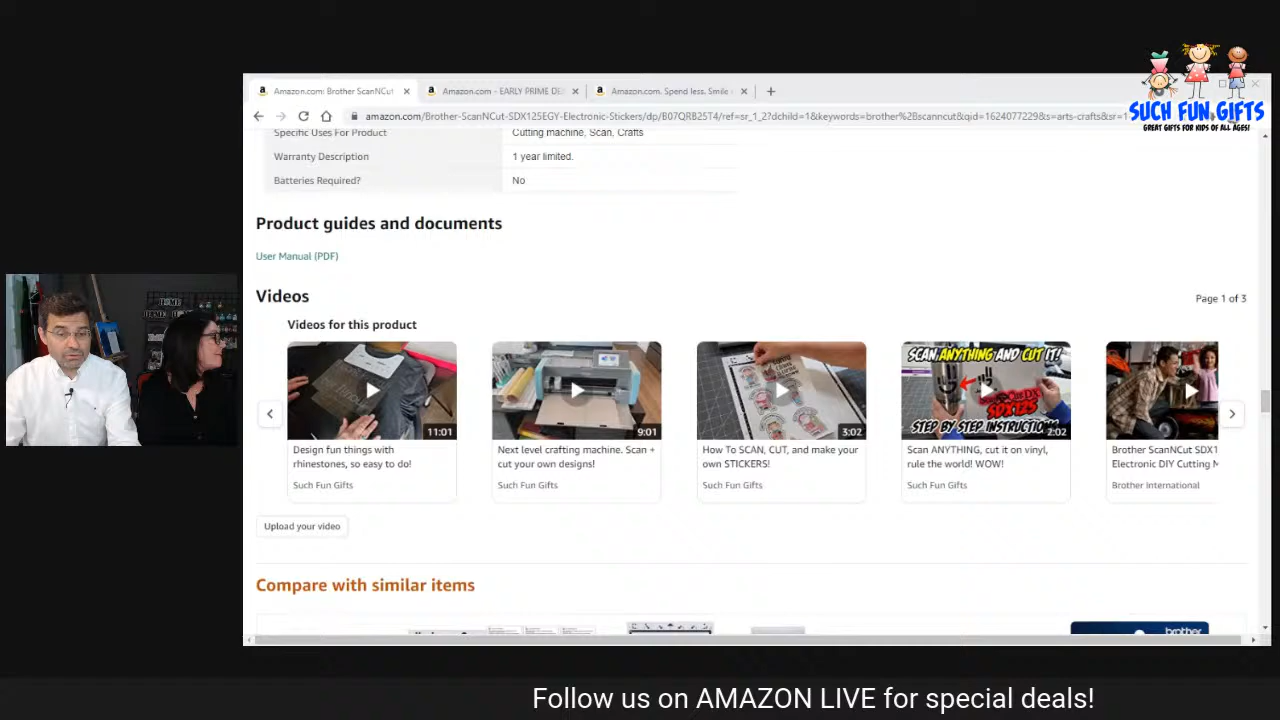 SUCH FUN GIFTS
GREAT GIFTS FOR KIDS OF ALL AGES!
Amazon.com: Brother ScanNCut
Amazon.com - EARLY PRIME DE
Amazon.com. Spend less. Smile
amazon.com/Brother-ScanNCut-SDX125EGY-Electronic-Stickers/dp/B07QRB25T4/ref=sr_1_2?dchild=1&keywords=brother%2Bscanncut&qid=1624077229&s=arts-crafts&sr=1
Specific Uses For Product Cutting machine, Scan, Crafts
Warranty Description 1 year limited.
Batteries Required? No
Product guides and documents
User Manual (PDF)
Videos
Page 1 of 3
Videos for this product
HOME
11:01
9:01
3:02
SCAN ANYTHING AND CUT IT!
SDX125
STEP BY STEP INSTRUCTIONS
2:02
Design fun things with
rhinestones, so easy to do!
Such Fun Gifts
Next level crafting machine. Scan +
cut your own designs!
Such Fun Gifts
How To SCAN, CUT, and make your
own STICKERS!
Such Fun Gifts
Scan ANYTHING, cut it on vinyl,
rule the world! WOW!
Such Fun Gifts
Brother ScanNCut SDX1
Electronic DIY Cutting M
Brother International
Upload your video
Compare with similar items
brother
Follow us on AMAZON LIVE for special deals!